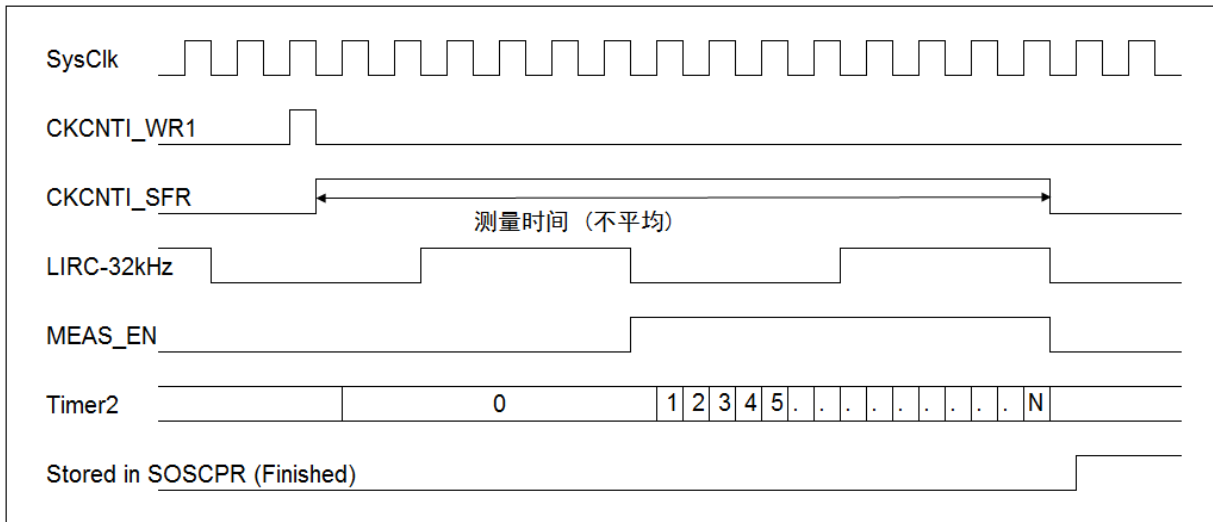 SysClk
CKCNTI_WR1
CKCNTI_SFR
测量时间（不平均）
LIRC-32kHz
MEAS_EN
Timer2 0 1 2 3 4 5 . . . . . . . . . N
Stored in SOSCPR (Finished)